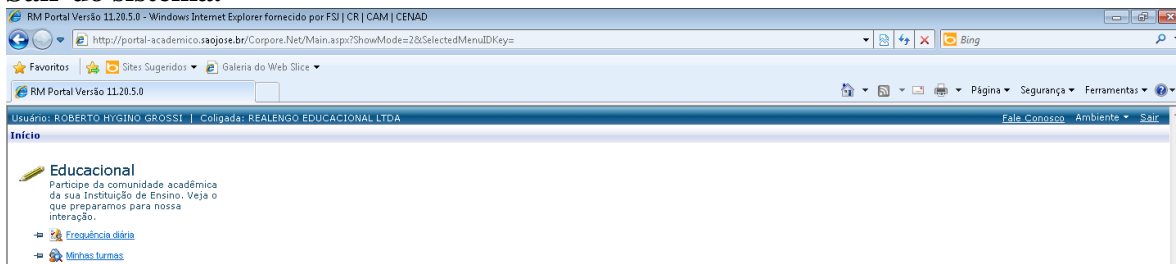 Sair do sistema.
RM Portal Versão 11.20.5.0 - Windows Internet Explorer fornecido por FSJ | CR | CAM | CENAD
http://portal-academico.saojose.br/Corpore.Net/Main.aspx?ShowMode=2&SelectedMenuIDKey=
Bing
Favoritos Sites Sugeridos Galeria do Web Slice
RM Portal Versão 11.20.5.0 Página Segurança Ferramentas
Usuário: ROBERTO HYGINO GROSSI | Coligada: REALENGO EDUCACIONAL LTDA Fale Conosco Ambiente Sair
Início
Educacional
Participe da comunidade acadêmica
da sua Instituição de Ensino. Veja o
que preparamos para nossa
interação.
Frequência diária
Minhas turmas